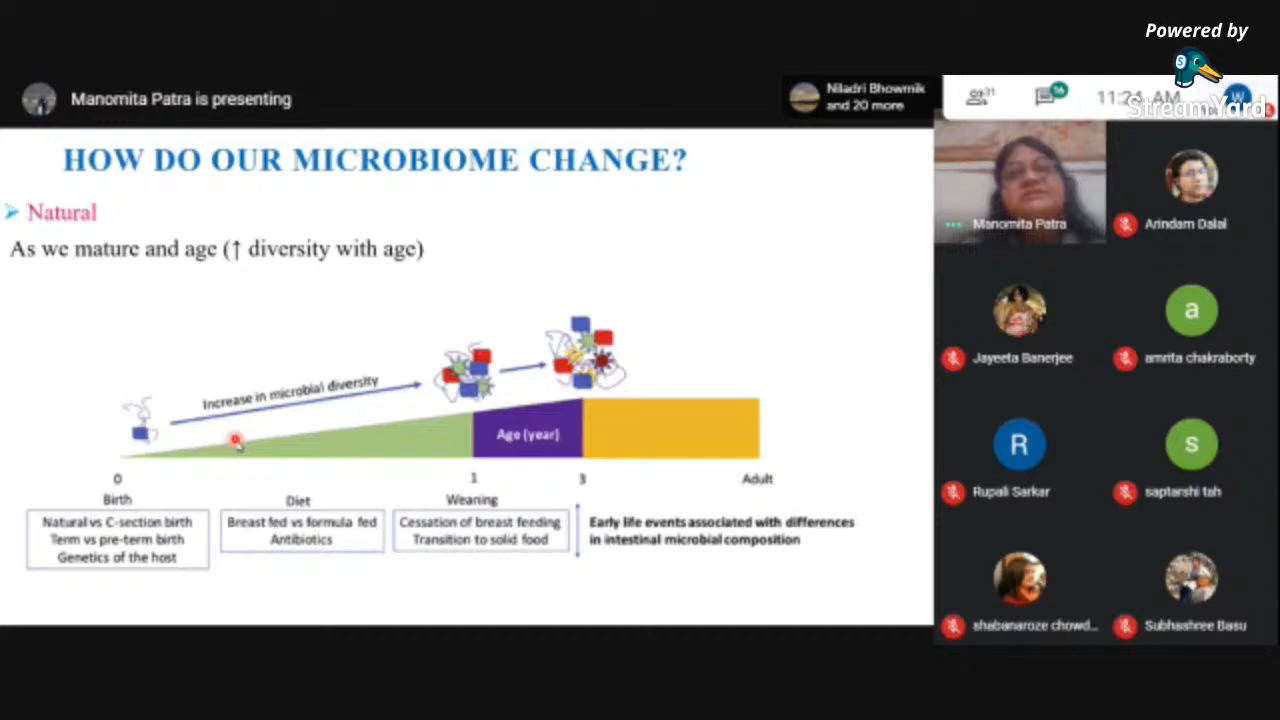 Powered by
StreamYard
Manomita Patra is presenting
Niladri Bhowmik
and 20 more
31
16
W
HOW DO OUR MICROBIOME CHANGE?
Natural
As we mature and age (↑ diversity with age)
Increase in microbial diversity
Age (year)
0
1
3
Adult
Birth
Diet
Weaning
Natural vs C-section birth
Term vs pre-term birth
Genetics of the host
Breast fed vs formula fed
Antibiotics
Cessation of breast feeding
Transition to solid food
Early life events associated with differences
in intestinal microbial composition
Manomita Patra
Arindam Dalal
Jayeeta Banerjee
a
amrita chakraborty
R
Rupali Sarkar
s
saptarshi tah
shabanaroze chowd...
Subhashree Basu